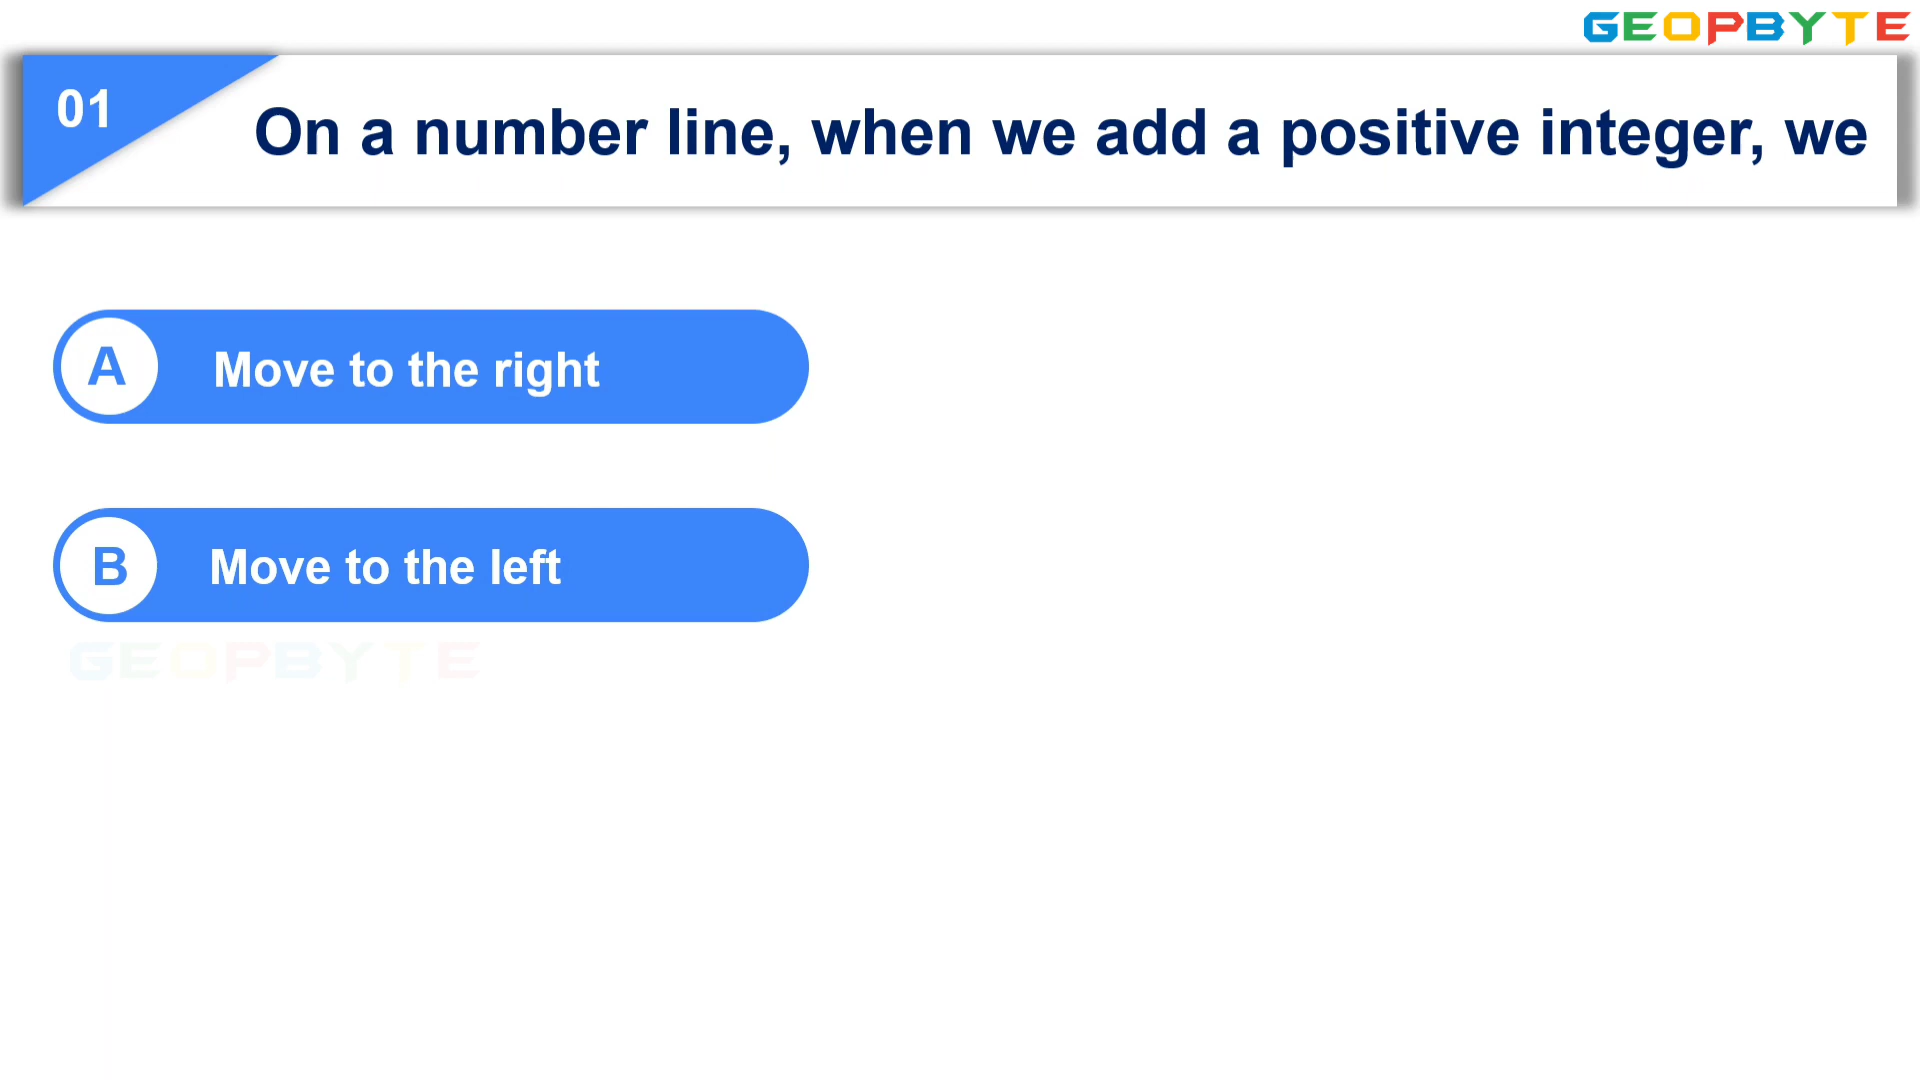 GEOPBYTE
01
On a number line, when we add a positive integer, we
A
Move to the right
B
Move to the left
GEOPBYTE